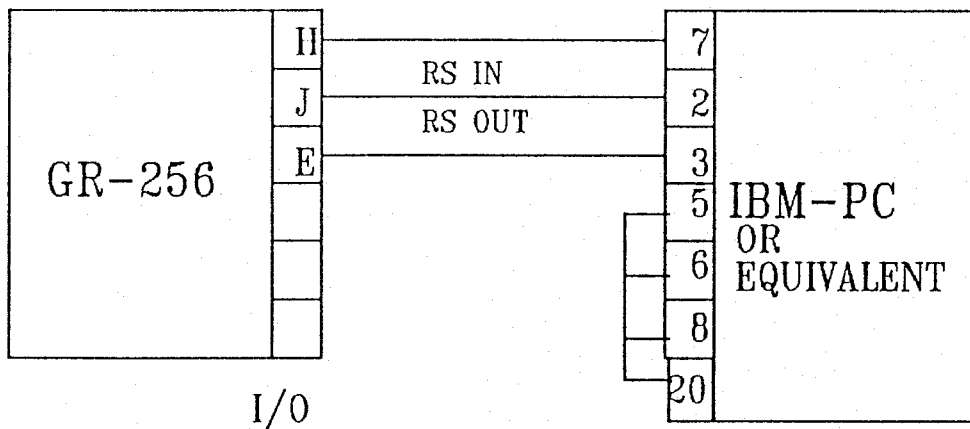 H
7
RS IN
J
2
RS OUT
E
3
GR-256
5
IBM-PC
OR
6
EQUIVALENT
8
20
I/O